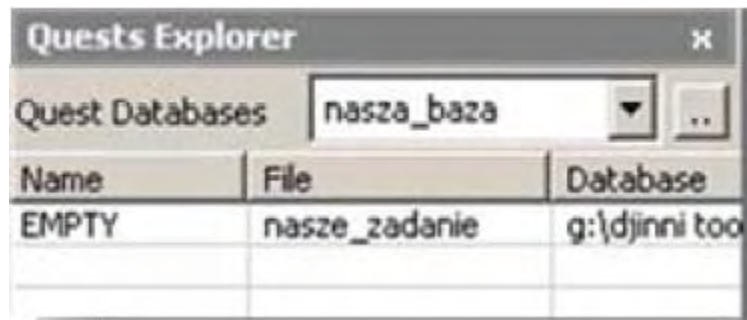 Quests Explorer x
Quest Databases nasza_baza ..
Name File Database
EMPTY nasze_zadanie g:\djinni too